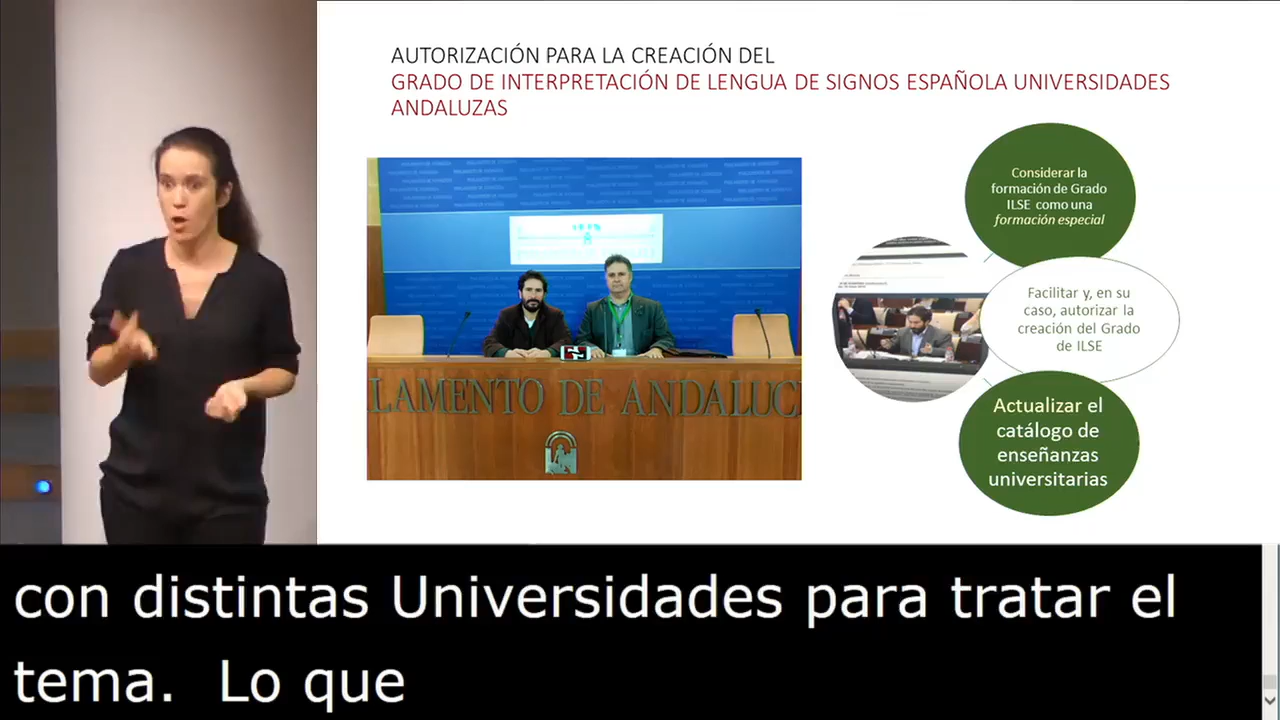 AUTORIZACIÓN PARA LA CREACIÓN DEL
GRADO DE INTERPRETACIÓN DE LENGUA DE SIGNOS ESPAÑOLA UNIVERSIDADES
ANDALUZAS
LAMENTO DE ANDALUC
Considerar la
formación de Grado
ILSE como una
formación especial
Facilitar y, en su
caso, autorizar la
creación del Grado
de ILSE
Actualizar el
catálogo de
enseñanzas
universitarias
con distintas Universidades para tratar el
tema. Lo que